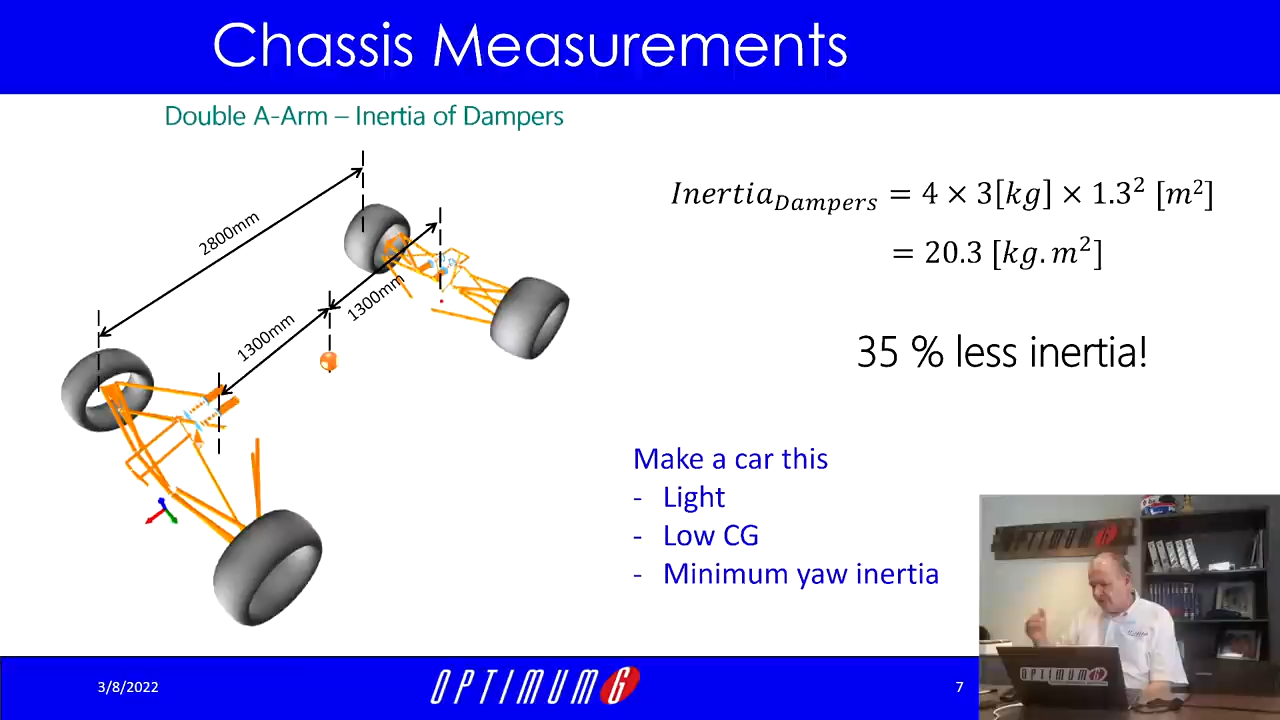 Chassis Measurements
Double A-Arm – Inertia of Dampers
2800mm
1300mm
1300mm
Inertia_Dampers = 4 × 3[kg] × 1.3² [m²]
= 20.3 [kg.m²]
35 % less inertia!
Make a car this
- Light
- Low CG
- Minimum yaw inertia
OPTIMUMG
OPTIMUMG
3/8/2022
OPTIMUMG
7